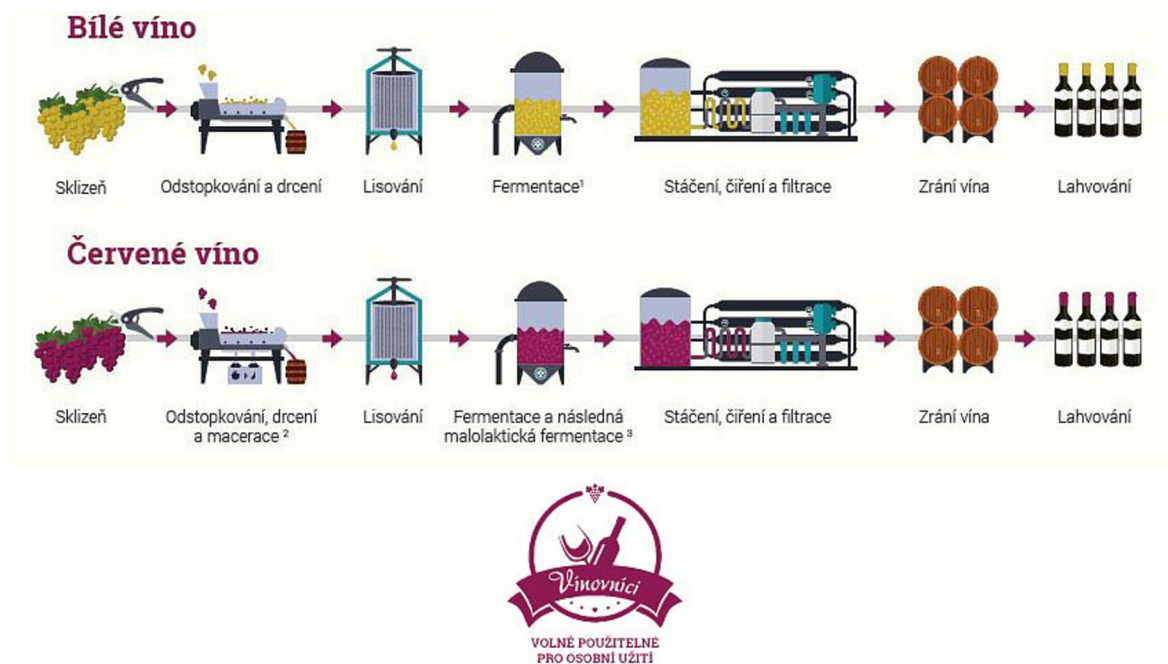 Bílé víno
Sklizeň
Odstopkování a drcení
Lisování
Fermentace¹
Stáčení, čiření a filtrace
Zrání vína
Lahvování
Červené víno
Sklizeň
Odstopkování, drcení
a macerace ²
Lisování
Fermentace a následná
malolaktická fermentace ³
Stáčení, čiření a filtrace
Zrání vína
Lahvování
Vínovníci
VOLNĚ POUŽITELNÉ
PRO OSOBNÍ UŽITÍ